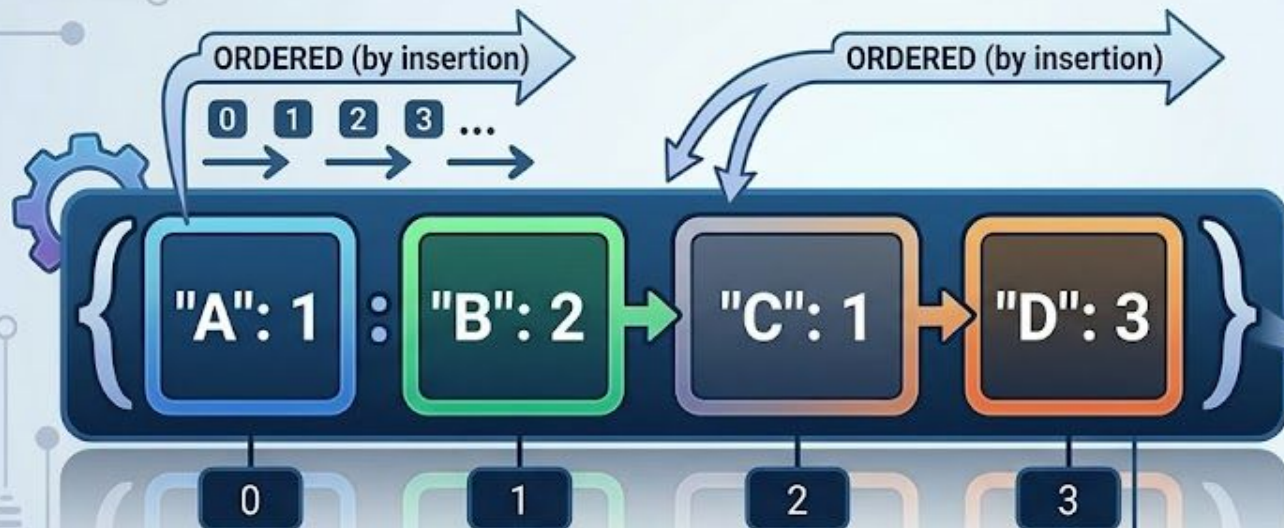 ORDERED (by insertion)
ORDERED (by insertion)
0 1 2 3 ...
{ "A": 1 : "B": 2 "C": 1 "D": 3 }
0 1 2 3